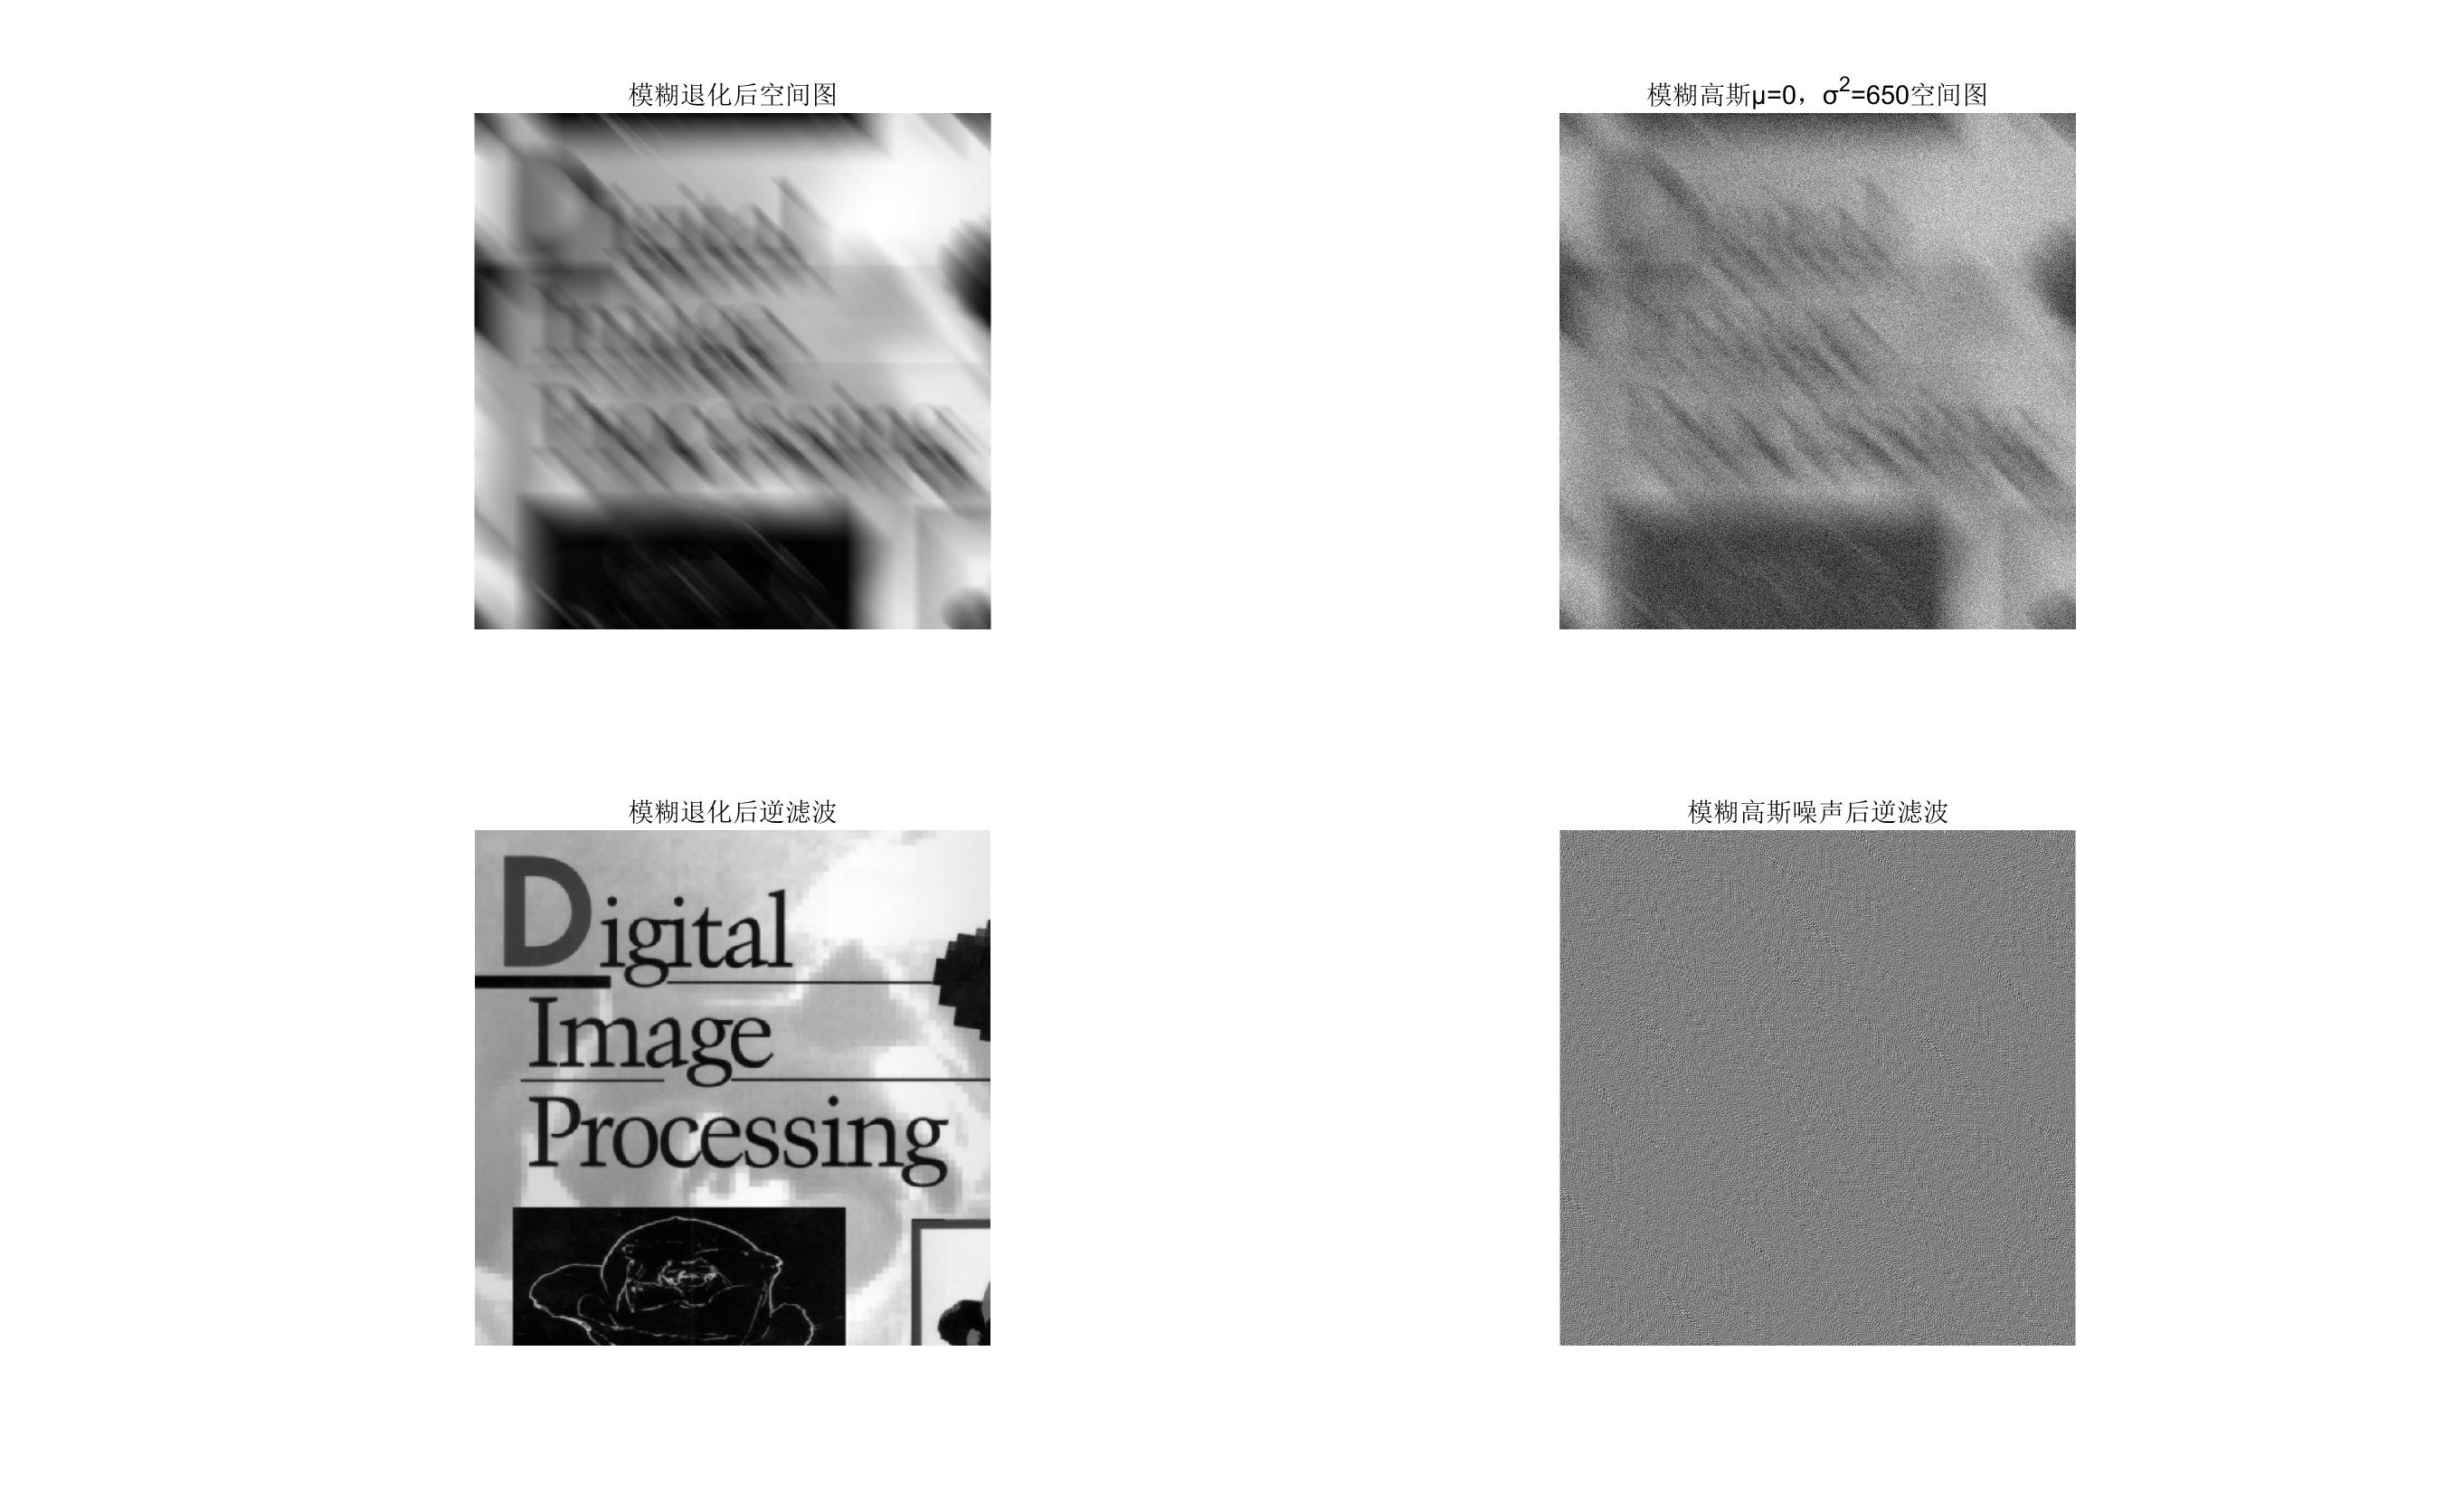 模糊退化后空间图
模糊高斯μ=0，σ²=650空间图
模糊退化后逆滤波
模糊高斯噪声后逆滤波
Digital
Image
Processing